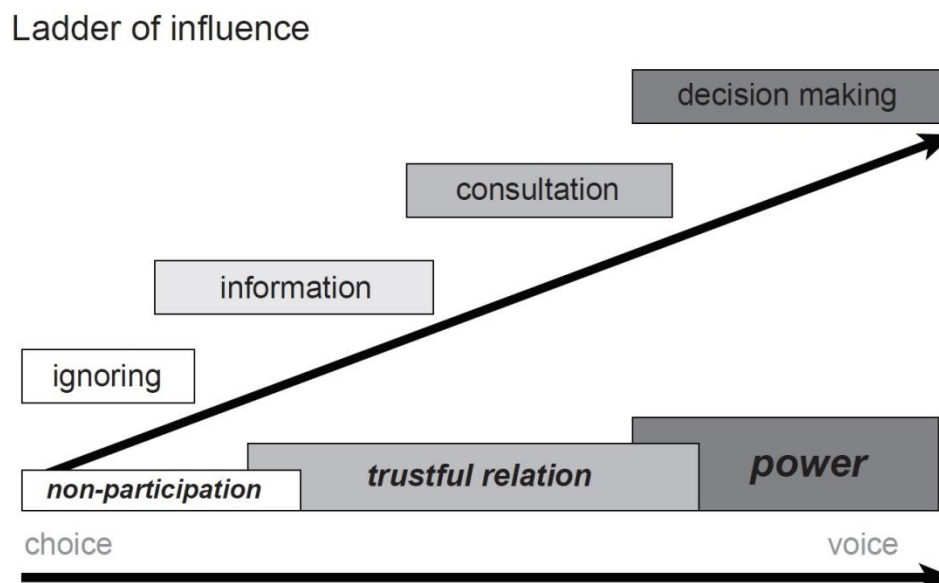 Ladder of influence
decision making
consultation
information
ignoring
non-participation
trustful relation
power
choice
voice